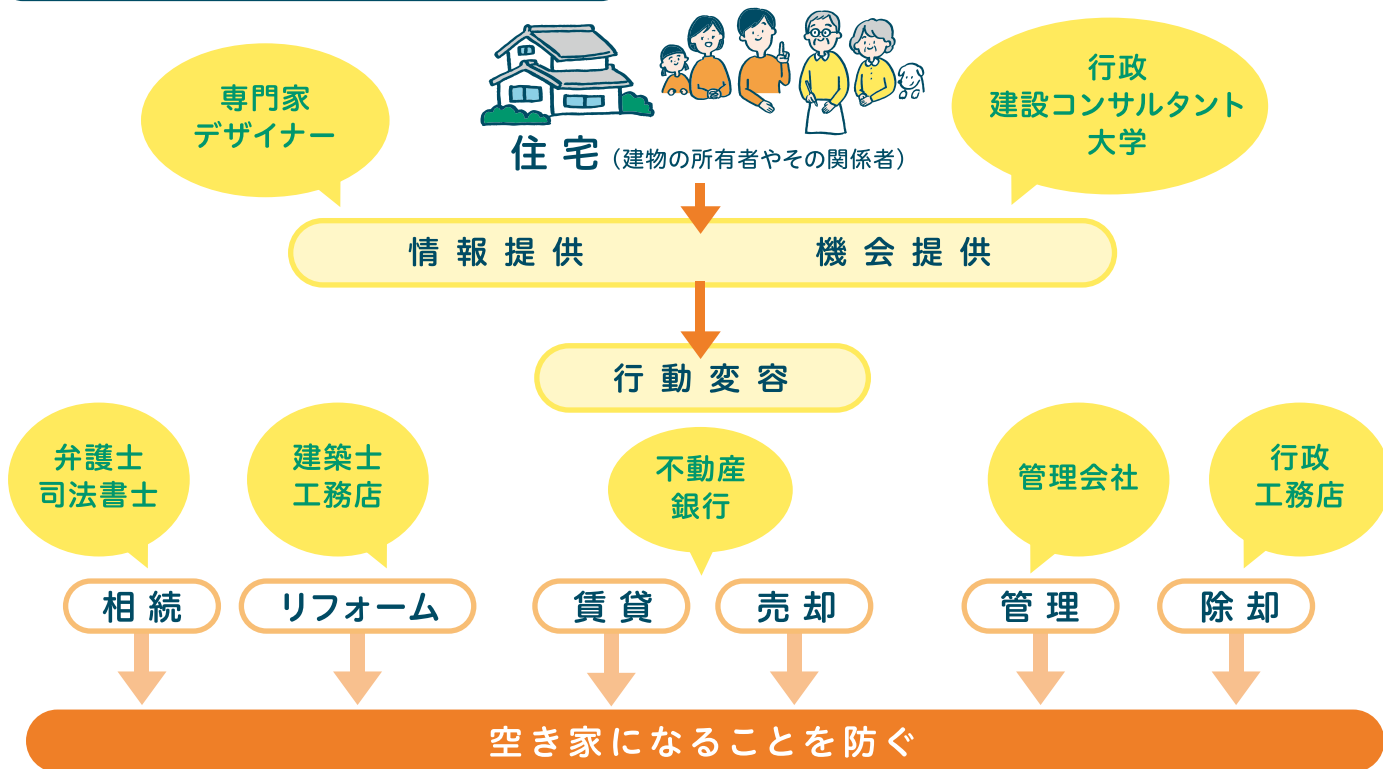 専門家
デザイナー
住宅（建物の所有者やその関係者）
行政
建設コンサルタント
大学
情報提供
機会提供
行動変容
弁護士
司法書士
建築士
工務店
不動産
銀行
管理会社
行政
工務店
相続
リフォーム
賃貸
売却
管理
除却
空き家になることを防ぐ